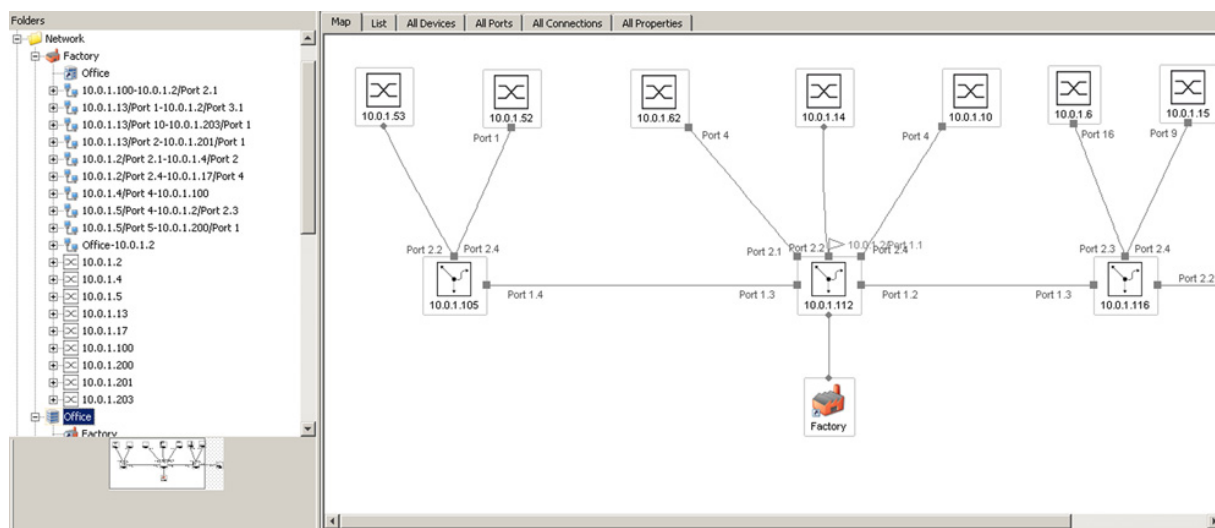 Folders
Network
Factory
Office
10.0.1.100-10.0.1.2/Port 2.1
10.0.1.13/Port 1-10.0.1.2/Port 3.1
10.0.1.13/Port 10-10.0.1.203/Port 1
10.0.1.13/Port 2-10.0.1.201/Port 1
10.0.1.2/Port 2.1-10.0.1.4/Port 2
10.0.1.2/Port 2.4-10.0.1.17/Port 4
10.0.1.4/Port 4-10.0.1.100
10.0.1.5/Port 4-10.0.1.2/Port 2.3
10.0.1.5/Port 5-10.0.1.200/Port 1
Office-10.0.1.2
10.0.1.2
10.0.1.4
10.0.1.5
10.0.1.13
10.0.1.17
10.0.1.100
10.0.1.200
10.0.1.201
10.0.1.203
Office
Factory
Map List All Devices All Ports All Connections All Properties
10.0.1.53 10.0.1.52 10.0.1.62 10.0.1.14 10.0.1.10 10.0.1.6 10.0.1.15
Port 1 Port 4 Port 4 Port 16 Port 9
Port 2.2 Port 2.4 Port 2.1 Port 2.2 10.0.1.2/Port 1.1 Port 2.4 Port 2.3 Port 2.4
Port 1.4 Port 1.3 Port 1.2 Port 1.3 Port 2.2
10.0.1.105 10.0.1.112 10.0.1.116
Factory